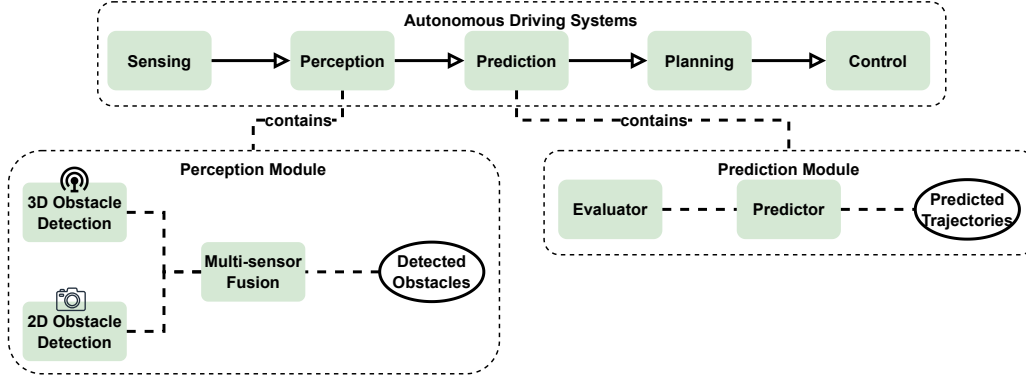 Autonomous Driving Systems
Sensing
Perception
Prediction
Planning
Control
contains
contains
Perception Module
3D Obstacle
Detection
Multi-sensor
Fusion
Detected
Obstacles
2D Obstacle
Detection
Prediction Module
Evaluator
Predictor
Predicted
Trajectories